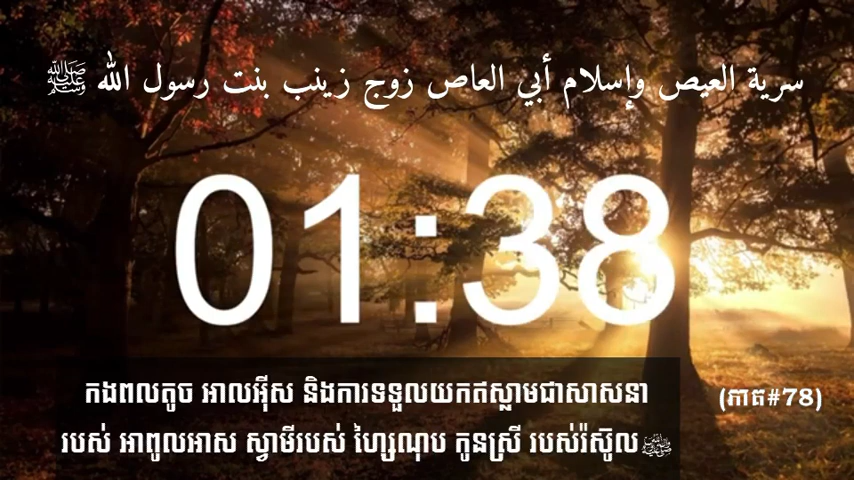 سرية العيص وإسلام أبي العاص زوج زينب بنت رسول الله ﷺ
01:38
កងពលតូច អាលអ៊ីស និងការទទួលយកឥស្លាមជាសាសនា
(ភាគ#78)
របស់ អាពូលអាស ស្វាមីរបស់ ហ្សៃណុប កូនស្រី របស់រ៉ស៊ូលﷺ